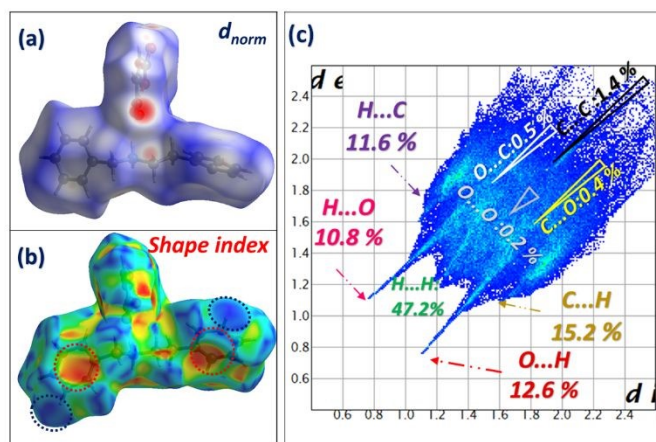 (a)
d norm
(b)
Shape index
(c)
d e
2.4
2.2
2.0
1.8
1.6
1.4
1.2
1.0
0.8
0.6
H...C
11.6 %
H...O
10.8 %
H...H:
47.2%
O...C:0.5 %
C...C:1.4 %
O...O:0.2 %
C...O:0.4 %
C...H
15.2 %
O...H
12.6 %
0.6 0.8 1.0 1.2 1.4 1.6 1.8 2.0 2.2 2.4
d i